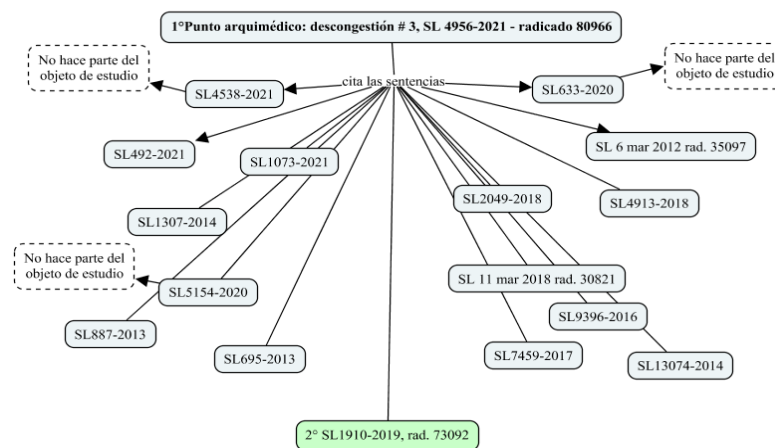 1°Punto arquimédico: descongestión # 3, SL 4956-2021 - radicado 80966
No hace parte del
objeto de estudio
No hace parte del
objeto de estudio
cita las sentencias
SL4538-2021
SL633-2020
SL492-2021
SL1073-2021
SL 6 mar 2012 rad. 35097
SL2049-2018
SL4913-2018
SL1307-2014
No hace parte del
objeto de estudio
SL5154-2020
SL 11 mar 2018 rad. 30821
SL887-2013
SL9396-2016
SL695-2013
SL7459-2017
SL13074-2014
2° SL1910-2019, rad. 73092